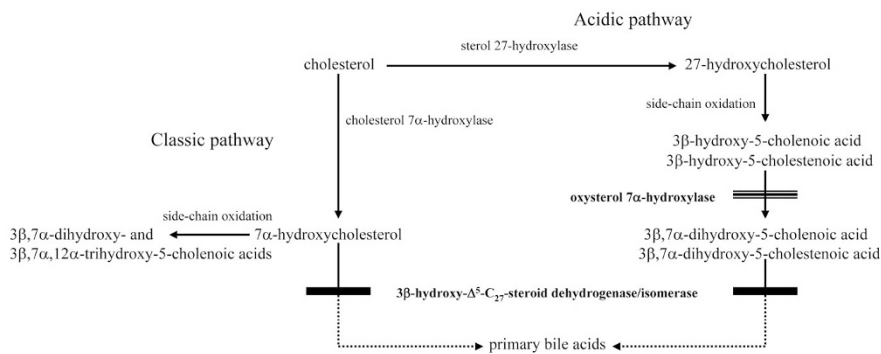 Acidic pathway
sterol 27-hydroxylase
cholesterol
27-hydroxycholesterol
side-chain oxidation
cholesterol 7α-hydroxylase
Classic pathway
3β-hydroxy-5-cholenoic acid
3β-hydroxy-5-cholestenoic acid
oxysterol 7α-hydroxylase
side-chain oxidation
3β,7α-dihydroxy- and
3β,7α,12α-trihydroxy-5-cholenoic acids
7α-hydroxycholesterol
3β,7α-dihydroxy-5-cholenoic acid
3β,7α-dihydroxy-5-cholestenoic acid
3β-hydroxy-Δ⁵-C₂₇-steroid dehydrogenase/isomerase
primary bile acids